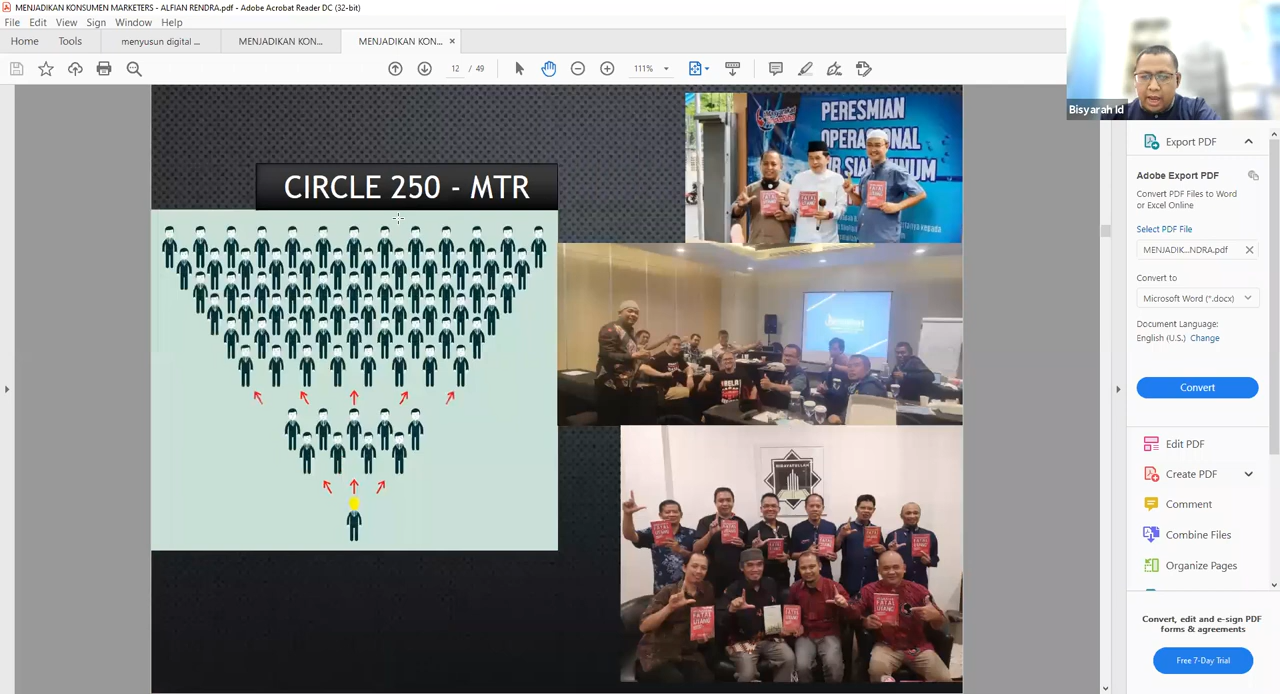 MENJADIKAN KONSUMEN MARKETERS - ALFIAN RENDRA.pdf - Adobe Acrobat Reader DC (32-bit)
File Edit View Sign Window Help
Home Tools menyusun digital ... MENJADIKAN KON... MENJADIKAN KON... ×
12 / 49 111%
Bisyarah Id
CIRCLE 250 - MTR
PERESMIAN
OPERASIONAL
HIDAYATULLAH
FATAL
UTANG
Export PDF
Adobe Export PDF
Convert PDF Files to Word
or Excel Online
Select PDF File
MENJADIK...NDRA.pdf ×
Convert to
Microsoft Word (*.docx)
Document Language:
English (U.S.) Change
Convert
Edit PDF
Create PDF
Comment
Combine Files
Organize Pages
Convert, edit and e-sign PDF
forms & agreements
Free 7-Day Trial